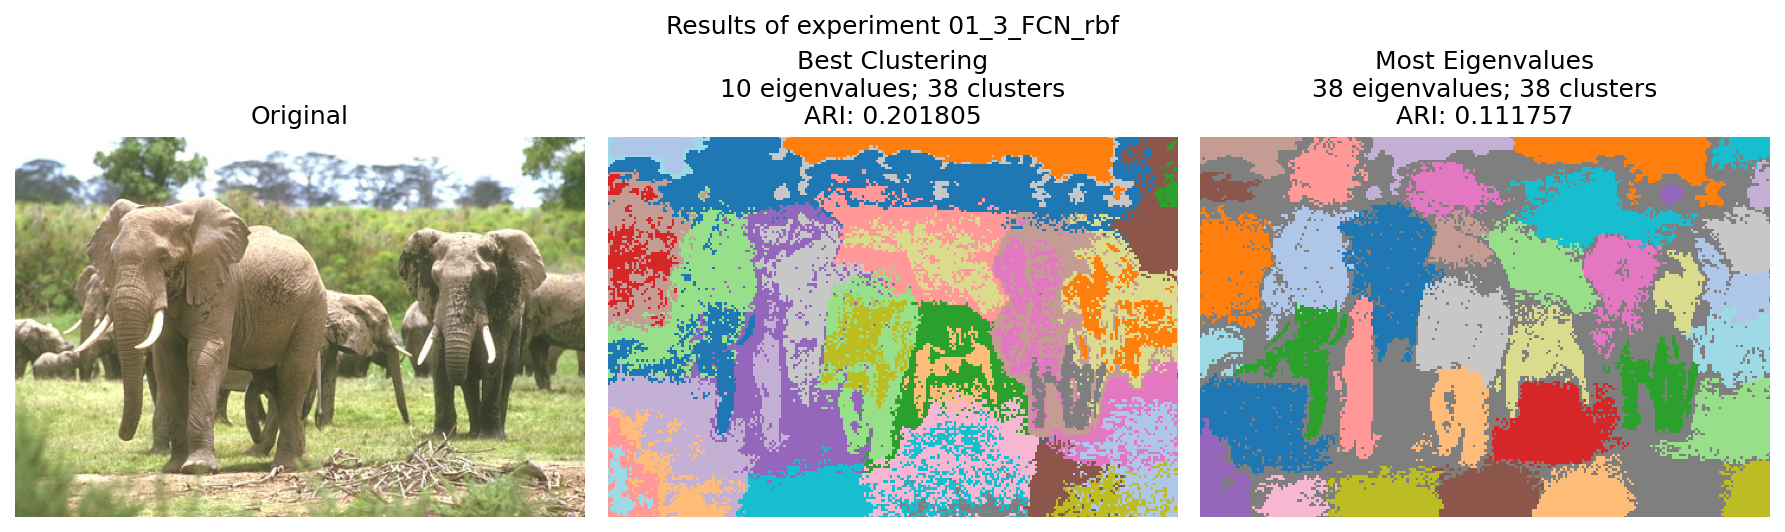 Results of experiment 01_3_FCN_rbf
Original
Best Clustering
10 eigenvalues; 38 clusters
ARI: 0.201805
Most Eigenvalues
38 eigenvalues; 38 clusters
ARI: 0.111757